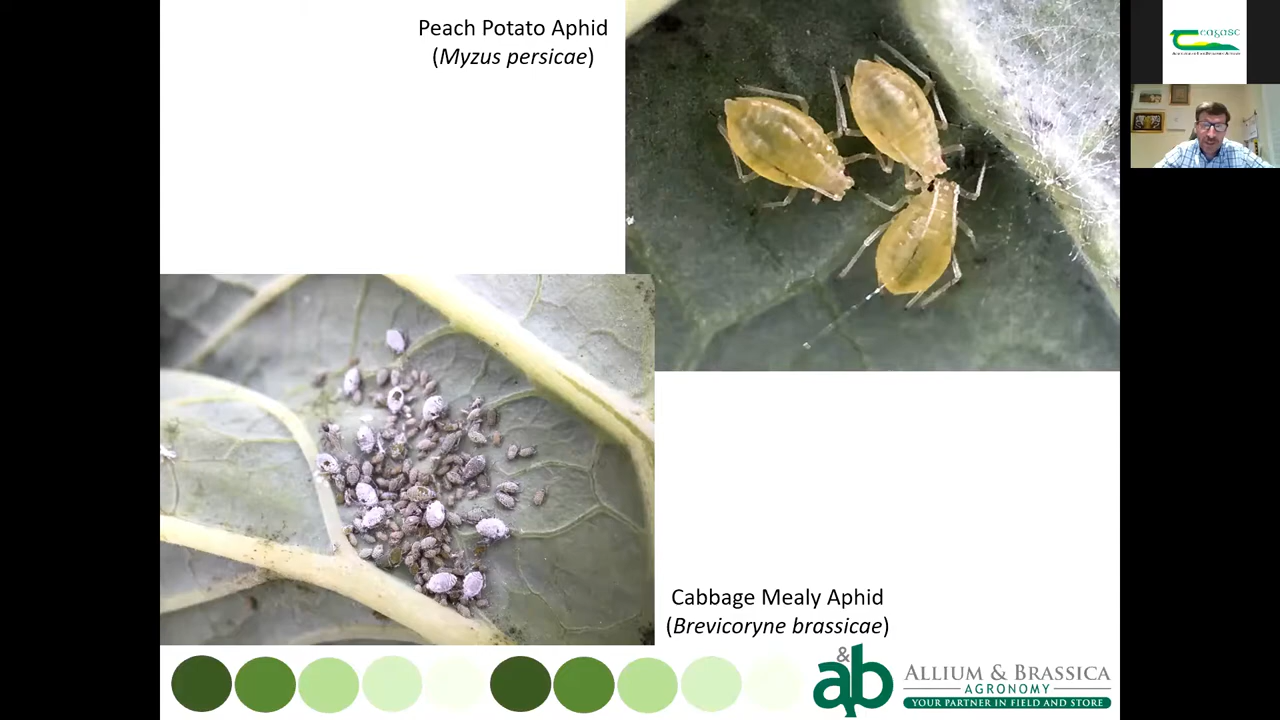 Peach Potato Aphid
(Myzus persicae)
Cabbage Mealy Aphid
(Brevicoryne brassicae)
&
ab
ALLIUM & BRASSICA
AGRONOMY
YOUR PARTNER IN FIELD AND STORE
eagasc